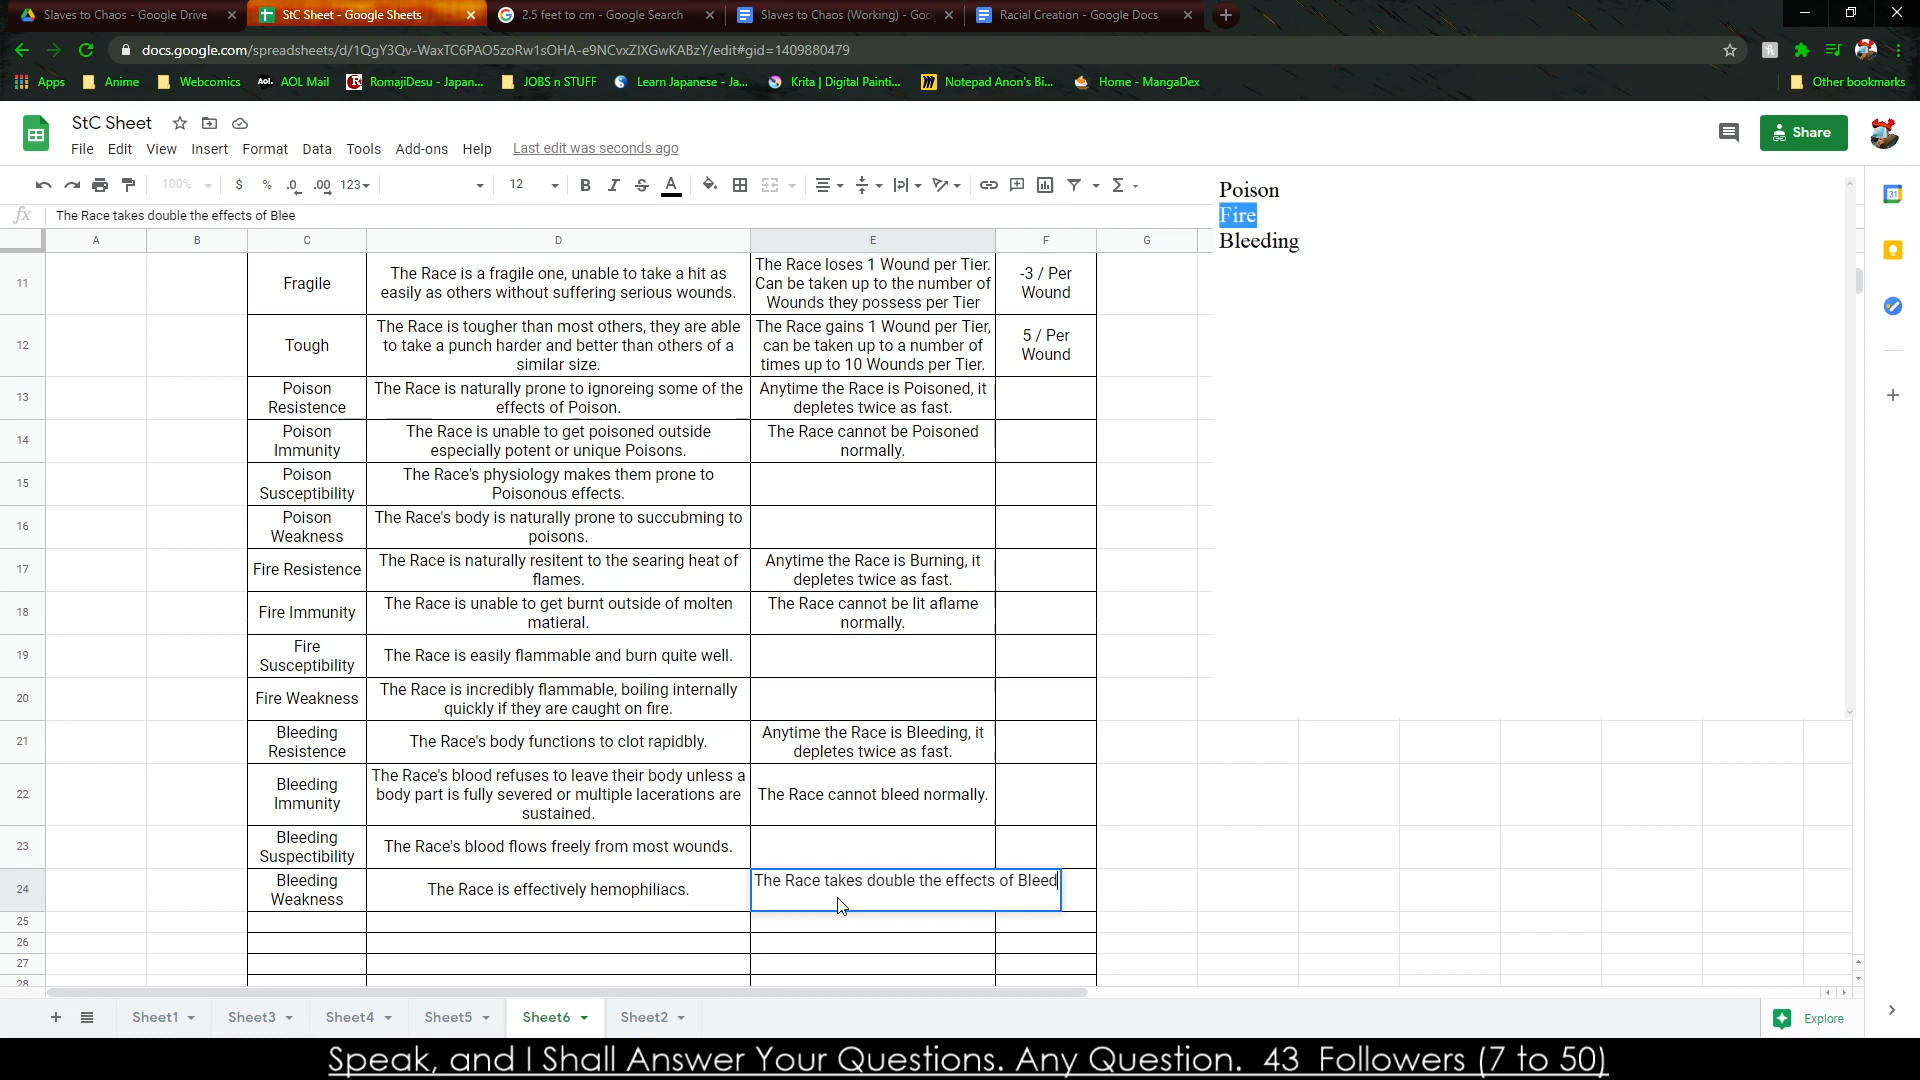 Slaves to Chaos - Google Drive
StC Sheet - Google Sheets
2.5 feet to cm - Google Search
Slaves to Chaos (Working) - Goo
Racial Creation - Google Docs
docs.google.com/spreadsheets/d/1QgY3Qv-WaxTC6PAO5zoRw1sOHA-e9NCvxZIXGwKABzY/edit#gid=1409880479
Apps
Anime
Webcomics
Aol.
AOL Mail
RomajiDesu - Japan...
JOBS n STUFF
Learn Japanese - Ja...
Krita | Digital Painti...
Notepad Anon's Bi...
Home - MangaDex
Other bookmarks
StC Sheet
File Edit View Insert Format Data Tools Add-ons Help Last edit was seconds ago
Share
100% $ % .0 .00 123 12 B I S A
31
fx The Race takes double the effects of Blee
A B C D E F G
11
Fragile
The Race is a fragile one, unable to take a hit as
easily as others without suffering serious wounds.
The Race loses 1 Wound per Tier.
Can be taken up to the number of
Wounds they possess per Tier
-3 / Per
Wound
12
Tough
The Race is tougher than most others, they are able
to take a punch harder and better than others of a
similar size.
The Race gains 1 Wound per Tier,
can be taken up to a number of
times up to 10 Wounds per Tier.
5 / Per
Wound
13
Poison
Resistence
The Race is naturally prone to ignoreing some of the
effects of Poison.
Anytime the Race is Poisoned, it
depletes twice as fast.
14
Poison
Immunity
The Race is unable to get poisoned outside
especially potent or unique Poisons.
The Race cannot be Poisoned
normally.
15
Poison
Susceptibility
The Race's physiology makes them prone to
Poisonous effects.
16
Poison
Weakness
The Race's body is naturally prone to succubming to
poisons.
17
Fire Resistence
The Race is naturally resitent to the searing heat of
flames.
Anytime the Race is Burning, it
depletes twice as fast.
18
Fire Immunity
The Race is unable to get burnt outside of molten
matieral.
The Race cannot be lit aflame
normally.
19
Fire
Susceptibility
The Race is easily flammable and burn quite well.
20
Fire Weakness
The Race is incredibly flammable, boiling internally
quickly if they are caught on fire.
21
Bleeding
Resistence
The Race's body functions to clot rapidbly.
Anytime the Race is Bleeding, it
depletes twice as fast.
22
Bleeding
Immunity
The Race's blood refuses to leave their body unless a
body part is fully severed or multiple lacerations are
sustained.
The Race cannot bleed normally.
23
Bleeding
Suspectibility
The Race's blood flows freely from most wounds.
24
Bleeding
Weakness
The Race is effectively hemophiliacs.
The Race takes double the effects of Bleed
25
26
27
28
Poison
Fire
Bleeding
Sheet1 Sheet3 Sheet4 Sheet5 Sheet6 Sheet2
Explore
Speak, and I Shall Answer Your Questions. Any Question. 43 Followers (7 to 50)